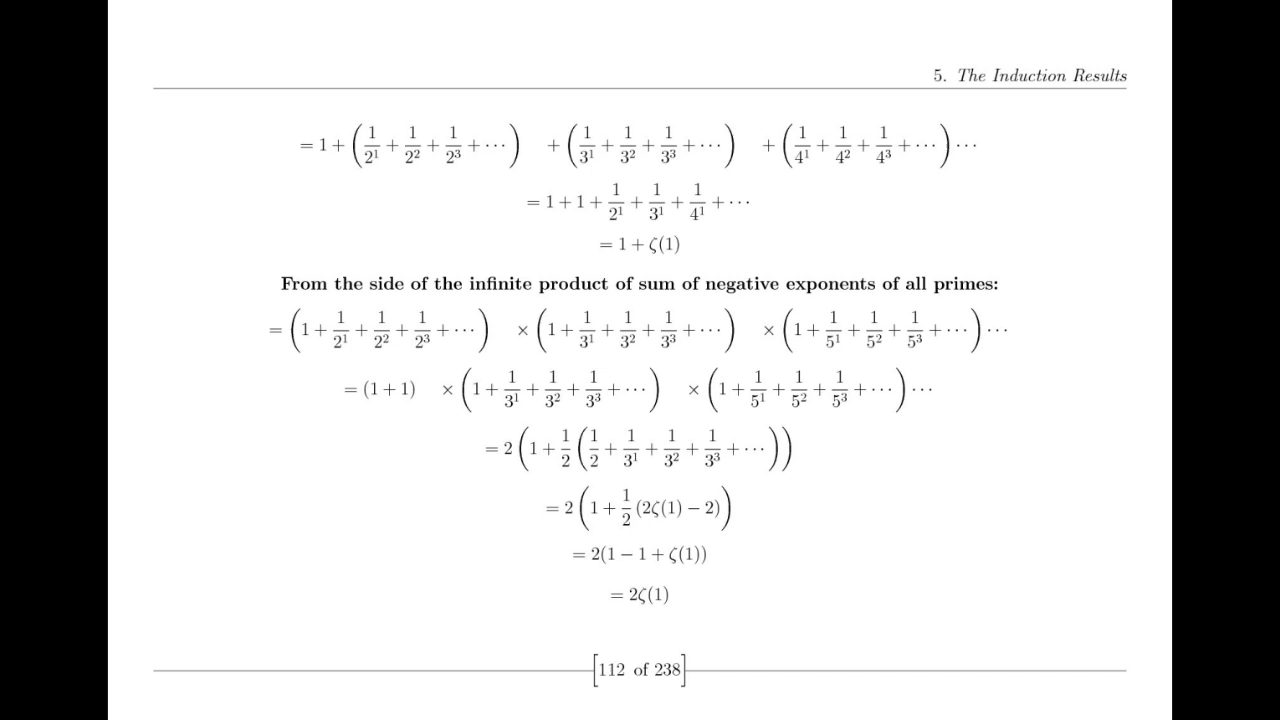 5. The Induction Results
= 1 + (1/2^1 + 1/2^2 + 1/2^3 + ⋯) + (1/3^1 + 1/3^2 + 1/3^3 + ⋯) + (1/4^1 + 1/4^2 + 1/4^3 + ⋯) ⋯
= 1 + 1 + 1/2^1 + 1/3^1 + 1/4^1 + ⋯
= 1 + ζ(1)
From the side of the infinite product of sum of negative exponents of all primes:
= (1 + 1/2^1 + 1/2^2 + 1/2^3 + ⋯) × (1 + 1/3^1 + 1/3^2 + 1/3^3 + ⋯) × (1 + 1/5^1 + 1/5^2 + 1/5^3 + ⋯) ⋯
= (1 + 1) × (1 + 1/3^1 + 1/3^2 + 1/3^3 + ⋯) × (1 + 1/5^1 + 1/5^2 + 1/5^3 + ⋯) ⋯
= 2 (1 + 1/2 (1/2 + 1/3^1 + 1/3^2 + 1/3^3 + ⋯))
= 2 (1 + 1/2 (2ζ(1) − 2))
= 2(1 − 1 + ζ(1))
= 2ζ(1)
[112 of 238]